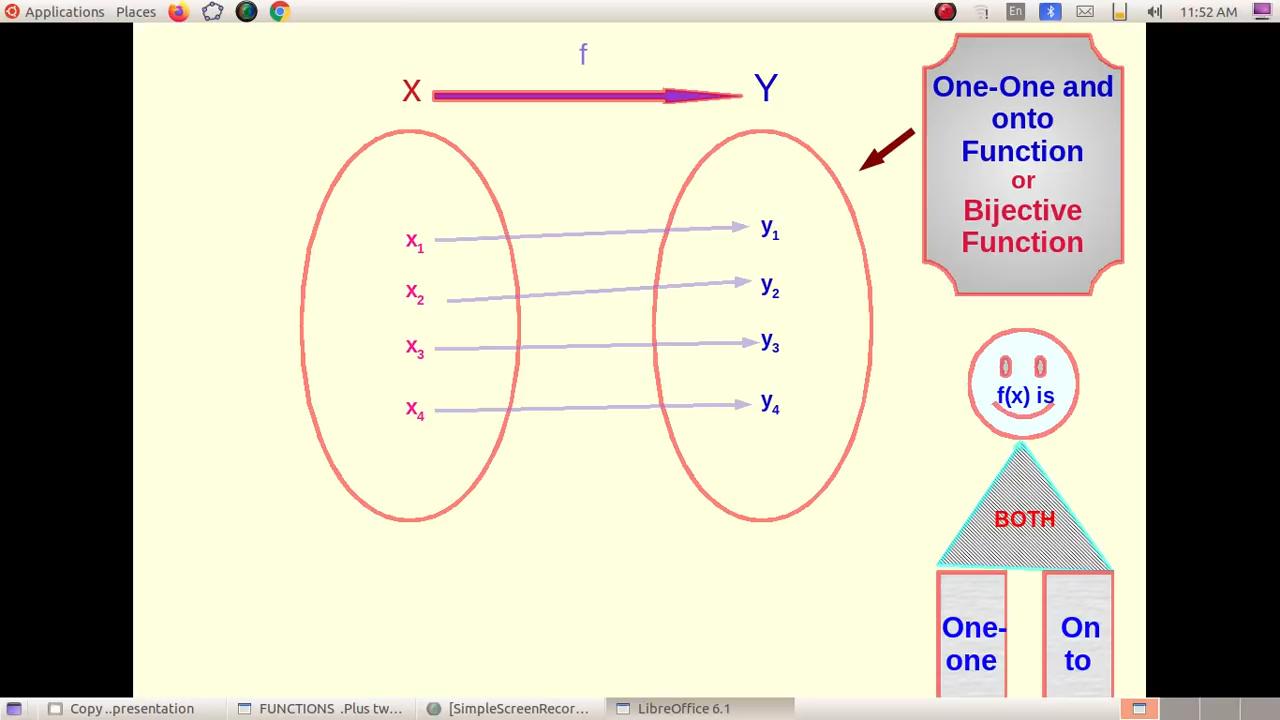 Applications Places En 11:52 AM
f
X Y
One-One and
onto
Function
or
Bijective
Function
x1 y1
x2 y2
x3 y3
x4 y4
f(x) is
BOTH
One-
one
On
to
Copy ..presentation FUNCTIONS .Plus tw... [SimpleScreenRecor... LibreOffice 6.1